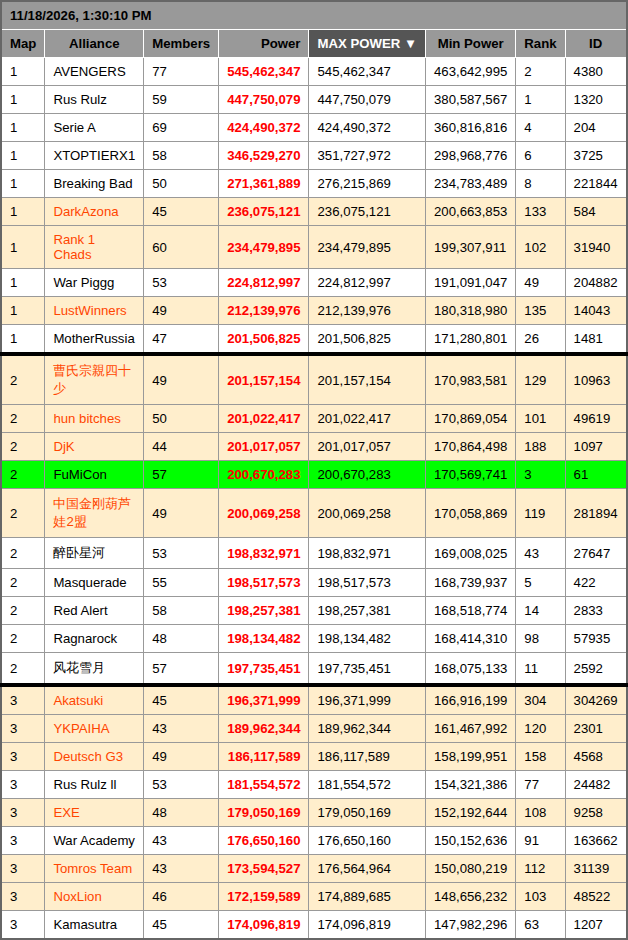 11/18/2026, 1:30:10 PM
Map Alliance Members Power MAX POWER ▼ Min Power Rank ID
1 AVENGERS 77 545,462,347 545,462,347 463,642,995 2 4380
1 Rus Rulz 59 447,750,079 447,750,079 380,587,567 1 1320
1 Serie A 69 424,490,372 424,490,372 360,816,816 4 204
1 XTOPTIERX1 58 346,529,270 351,727,972 298,968,776 6 3725
1 Breaking Bad 50 271,361,889 276,215,869 234,783,489 8 221844
1 DarkAzona 45 236,075,121 236,075,121 200,663,853 133 584
1 Rank 1 Chads 60 234,479,895 234,479,895 199,307,911 102 31940
1 War Piggg 53 224,812,997 224,812,997 191,091,047 49 204882
1 LustWinners 49 212,139,976 212,139,976 180,318,980 135 14043
1 MotherRussia 47 201,506,825 201,506,825 171,280,801 26 1481
2 曹氏宗親四十少 49 201,157,154 201,157,154 170,983,581 129 10963
2 hun bitches 50 201,022,417 201,022,417 170,869,054 101 49619
2 DjK 44 201,017,057 201,017,057 170,864,498 188 1097
2 FuMiCon 57 200,670,283 200,670,283 170,569,741 3 61
2 中国金刚葫芦娃2盟 49 200,069,258 200,069,258 170,058,869 119 281894
2 醉卧星河 53 198,832,971 198,832,971 169,008,025 43 27647
2 Masquerade 55 198,517,573 198,517,573 168,739,937 5 422
2 Red Alert 58 198,257,381 198,257,381 168,518,774 14 2833
2 Ragnarock 48 198,134,482 198,134,482 168,414,310 98 57935
2 风花雪月 57 197,735,451 197,735,451 168,075,133 11 2592
3 Akatsuki 45 196,371,999 196,371,999 166,916,199 304 304269
3 YKPAIHA 43 189,962,344 189,962,344 161,467,992 120 2301
3 Deutsch G3 49 186,117,589 186,117,589 158,199,951 158 4568
3 Rus Rulz ll 53 181,554,572 181,554,572 154,321,386 77 24482
3 EXE 48 179,050,169 179,050,169 152,192,644 108 9258
3 War Academy 43 176,650,160 176,650,160 150,152,636 91 163662
3 Tomros Team 43 173,594,527 176,564,964 150,080,219 112 31139
3 NoxLion 46 172,159,589 174,889,685 148,656,232 103 48522
3 Kamasutra 45 174,096,819 174,096,819 147,982,296 63 1207